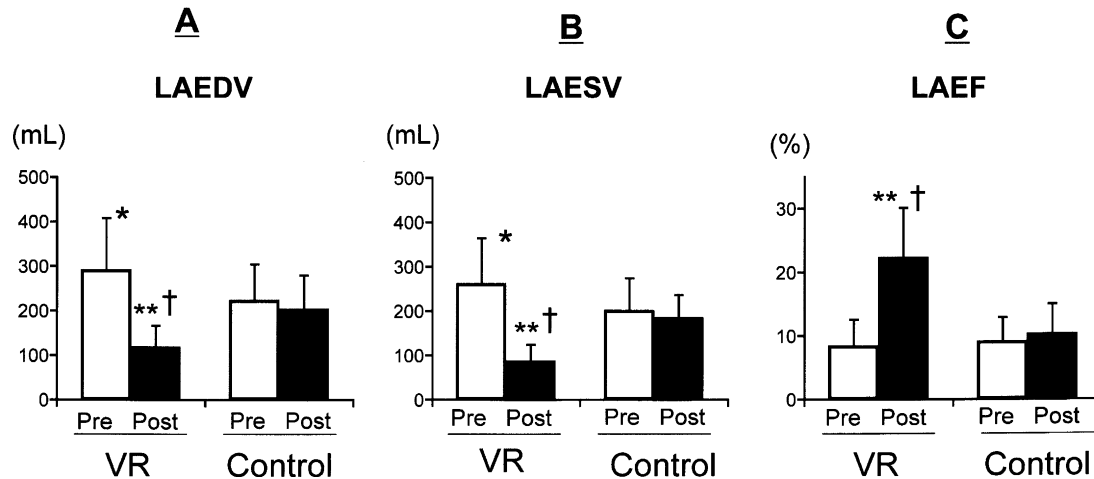 A
LAEDV
(mL)
500
400
300
200
100
0
*
**†
Pre Post
Pre Post
VR
Control
B
LAESV
(mL)
500
400
300
200
100
0
*
**†
Pre Post
Pre Post
VR
Control
C
LAEF
(%)
30
20
10
0
**†
Pre Post
Pre Post
VR
Control